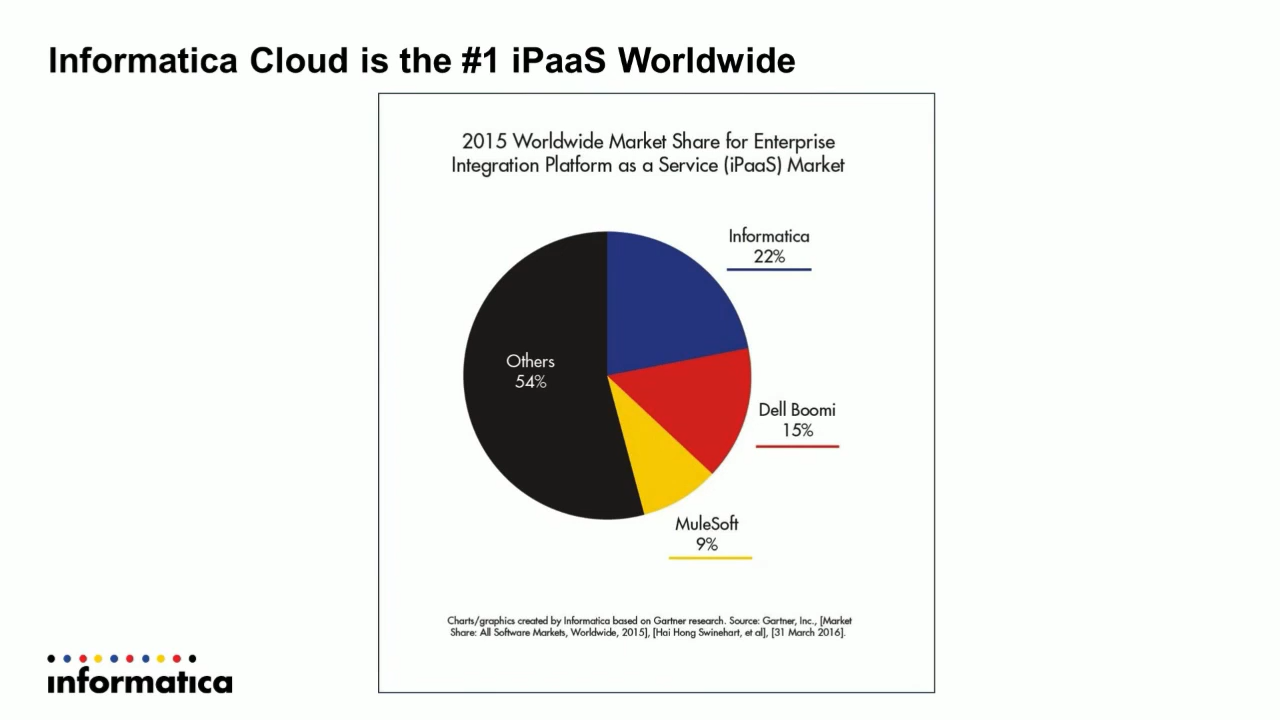 Informatica Cloud is the #1 iPaaS Worldwide
2015 Worldwide Market Share for Enterprise
Integration Platform as a Service (iPaaS) Market
Informatica
22%
Others
54%
Dell Boomi
15%
MuleSoft
9%
Charts/graphics created by Informatica based on Gartner research. Source: Gartner, Inc., [Market
Share: All Software Markets, Worldwide, 2015], [Hai Hong Swinehart, et al], [31 March 2016].
informatica